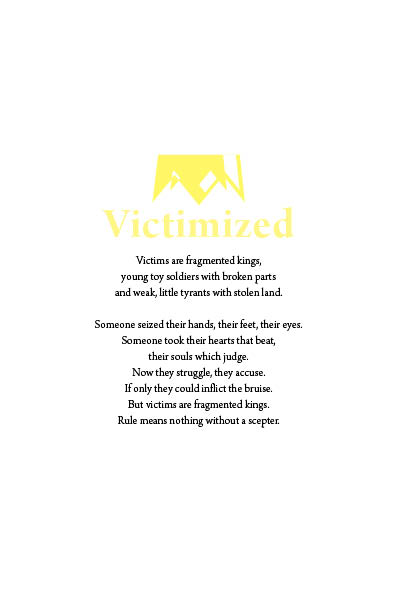 Victimized
Victims are fragmented kings,
young toy soldiers with broken parts
and weak, little tyrants with stolen land.
Someone seized their hands, their feet, their eyes.
Someone took their hearts that beat,
their souls which judge.
Now they struggle, they accuse.
If only they could inflict the bruise.
But victims are fragmented kings.
Rule means nothing without a scepter.